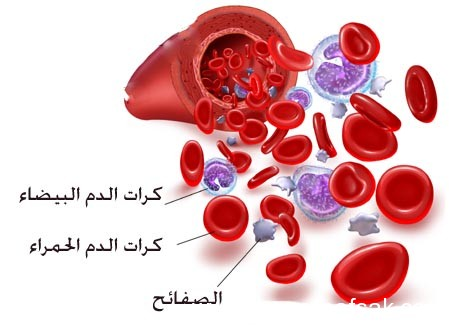 كرات الدم البيضاء
كرات الدم الحمراء
الصفائح